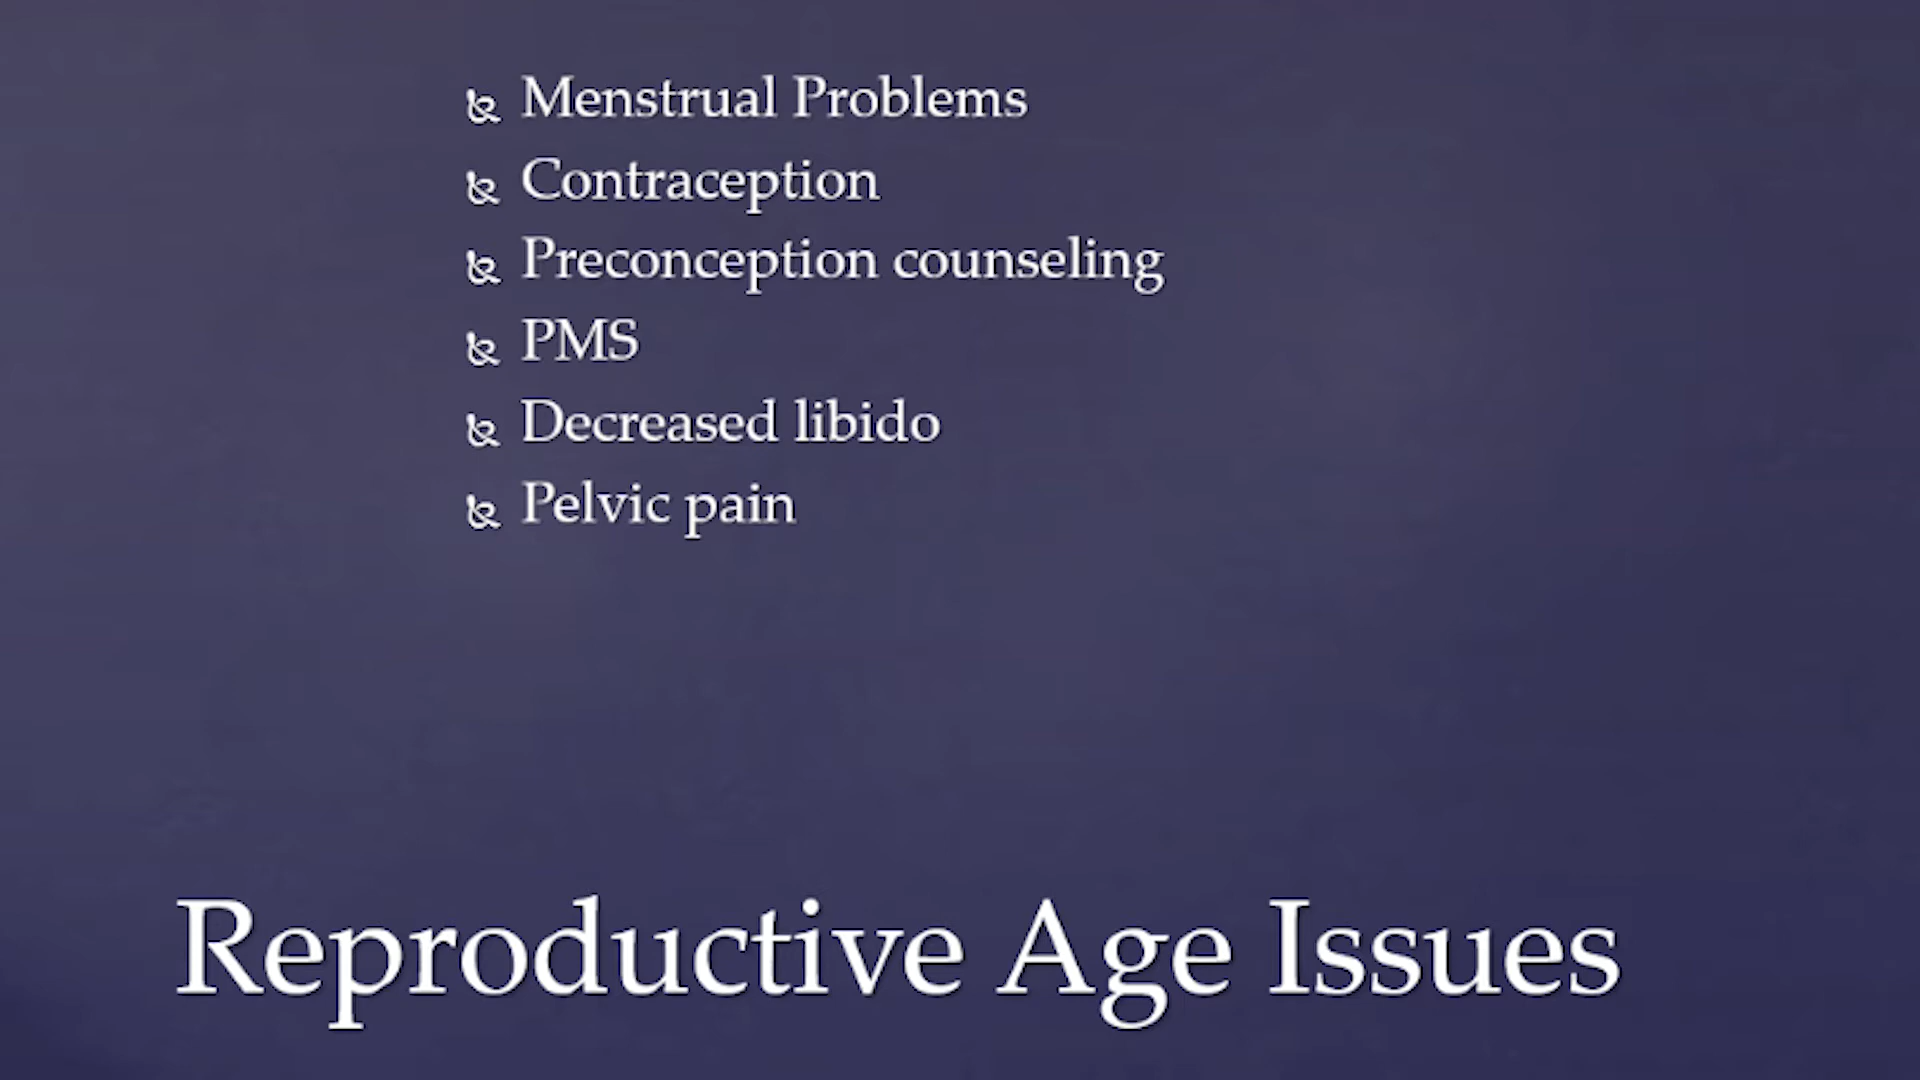 Menstrual Problems
Contraception
Preconception counseling
PMS
Decreased libido
Pelvic pain
Reproductive Age Issues